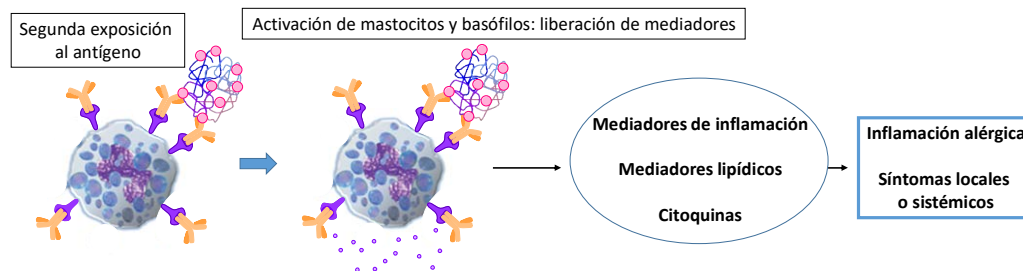 Segunda exposición
al antígeno
Activación de mastocitos y basófilos: liberación de mediadores
Mediadores de inflamación
Mediadores lipídicos
Citoquinas
Inflamación alérgica
Síntomas locales
o sistémicos